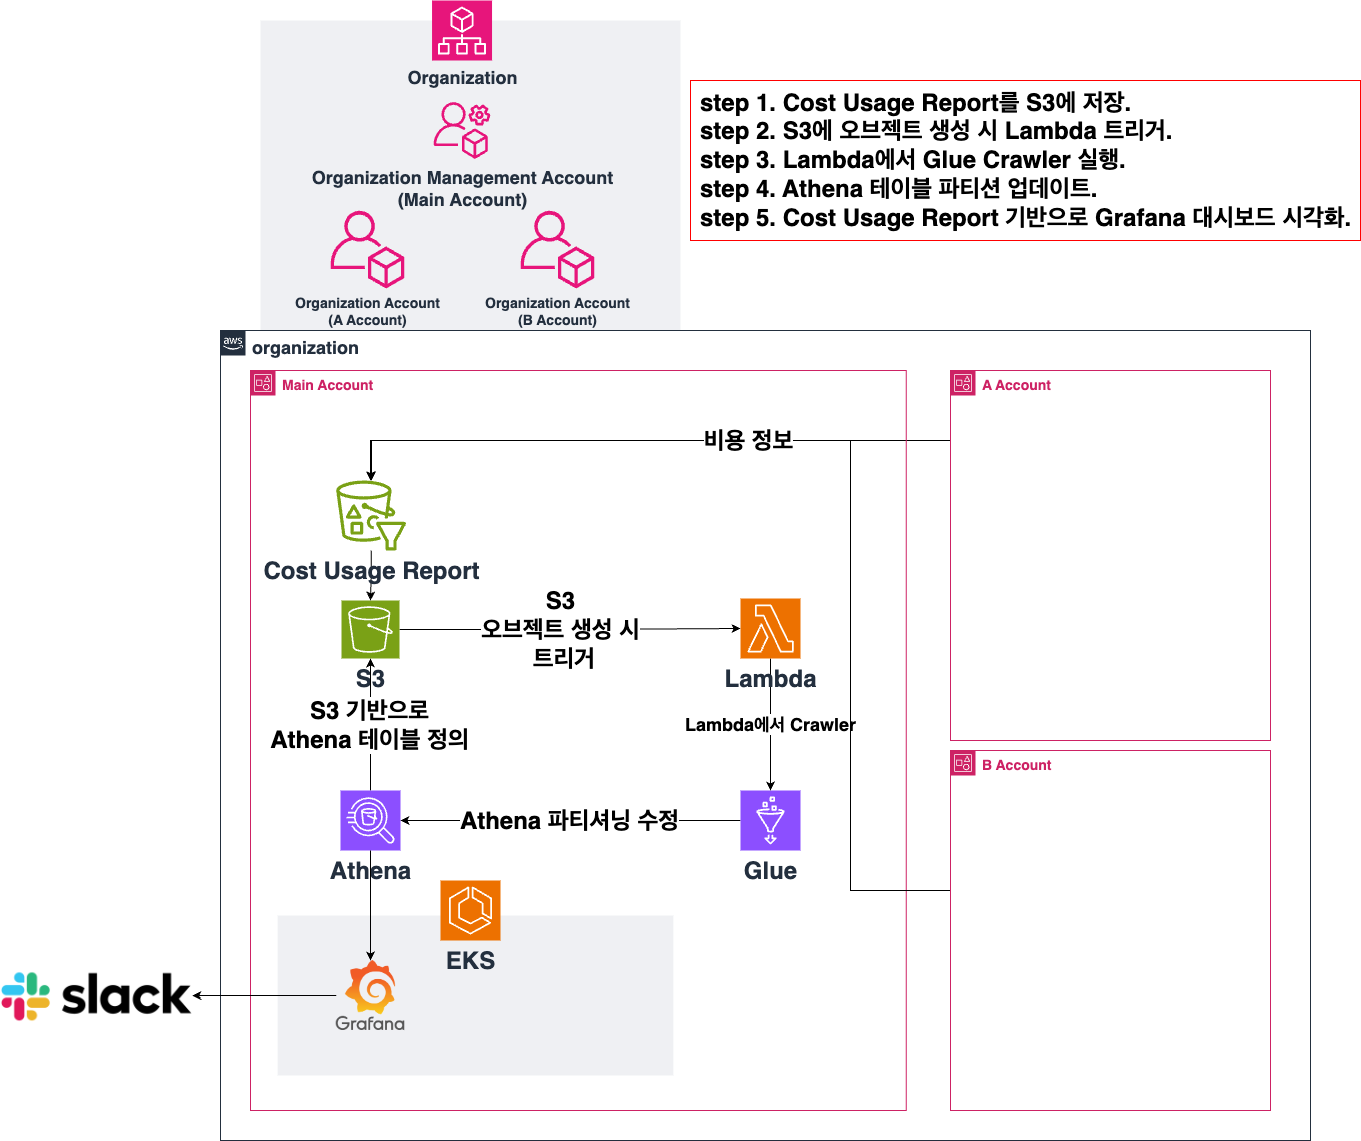 Organization
Organization Management Account
(Main Account)
Organization Account
(A Account)
Organization Account
(B Account)
step 1. Cost Usage Report를 S3에 저장.
step 2. S3에 오브젝트 생성 시 Lambda 트리거.
step 3. Lambda에서 Glue Crawler 실행.
step 4. Athena 테이블 파티션 업데이트.
step 5. Cost Usage Report 기반으로 Grafana 대시보드 시각화.
aws
organization
Main Account
A Account
비용 정보
Cost Usage Report
S3
오브젝트 생성 시
트리거
S3
Lambda
S3 기반으로
Athena 테이블 정의
Lambda에서 Crawler
B Account
Athena 파티셔닝 수정
Athena
Glue
EKS
slack
Grafana